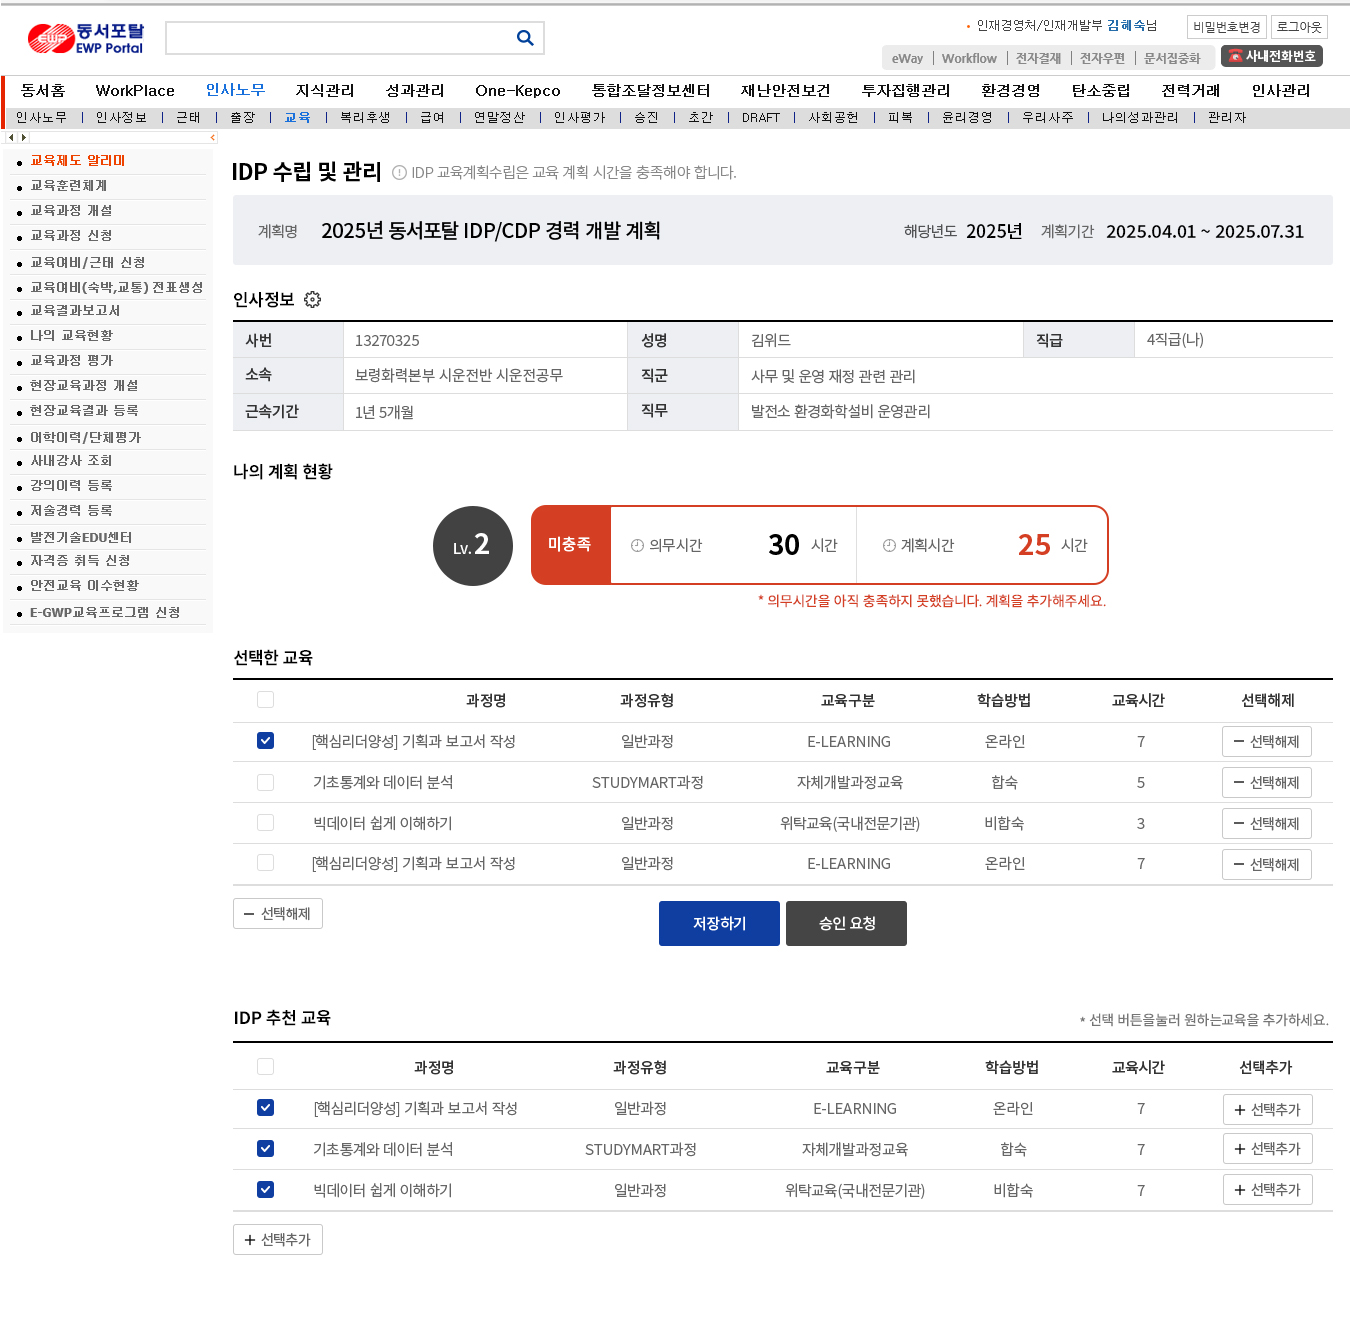 동서포탈
EWP Portal
인재경영처/인재개발부 김혜숙님
비밀번호변경
로그아웃
eWay | Workflow | 전자결재 | 전자우편 | 문서집중화
사내전화번호
동서홈 WorkPlace 인사노무 지식관리 성과관리 One-Kepco 통합조달정보센터 재난안전보건 투자집행관리 환경경영 탄소중립 전력거래 인사관리
인사노무 | 인사정보 | 근태 | 출장 | 교육 | 복리후생 | 급여 | 연말정산 | 인사평가 | 승진 | 초간 | DRAFT | 사회공헌 | 피복 | 윤리경영 | 우리사주 | 나의성과관리 | 관리자
교육제도 알리미
교육훈련체계
교육과정 개설
교육과정 신청
교육여비/근태 신청
교육여비(숙박,교통) 전표생성
교육결과보고서
나의 교육현황
교육과정 평가
현장교육과정 개설
현장교육결과 등록
어학이력/단체평가
사내강사 조회
강의이력 등록
저술경력 등록
발전기술EDU센터
자격증 취득 신청
안전교육 이수현황
E-GWP교육프로그램 신청
IDP 수립 및 관리
IDP 교육계획수립은 교육 계획 시간을 충족해야 합니다.
계획명 2025년 동서포탈 IDP/CDP 경력 개발 계획
해당년도 2025년 계획기간 2025.04.01 ~ 2025.07.31
인사정보
사번 13270325 성명 김위드 직급 4직급(나)
소속 보령화력본부 시운전반 시운전공무 직군 사무 및 운영 재정 관련 관리
근속기간 1년 5개월 직무 발전소 환경화학설비 운영관리
나의 계획 현황
Lv.2
미충족 의무시간 30 시간 계획시간 25 시간
* 의무시간을 아직 충족하지 못했습니다. 계획을 추가해주세요.
선택한 교육
과정명 과정유형 교육구분 학습방법 교육시간 선택해제
[핵심리더양성] 기획과 보고서 작성 일반과정 E-LEARNING 온라인 7 선택해제
기초통계와 데이터 분석 STUDYMART과정 자체개발과정교육 합숙 5 선택해제
빅데이터 쉽게 이해하기 일반과정 위탁교육(국내전문기관) 비합숙 3 선택해제
[핵심리더양성] 기획과 보고서 작성 일반과정 E-LEARNING 온라인 7 선택해제
선택해제
저장하기
승인 요청
IDP 추천 교육
* 선택 버튼을눌러 원하는교육을 추가하세요.
과정명 과정유형 교육구분 학습방법 교육시간 선택추가
[핵심리더양성] 기획과 보고서 작성 일반과정 E-LEARNING 온라인 7 선택추가
기초통계와 데이터 분석 STUDYMART과정 자체개발과정교육 합숙 7 선택추가
빅데이터 쉽게 이해하기 일반과정 위탁교육(국내전문기관) 비합숙 7 선택추가
선택추가